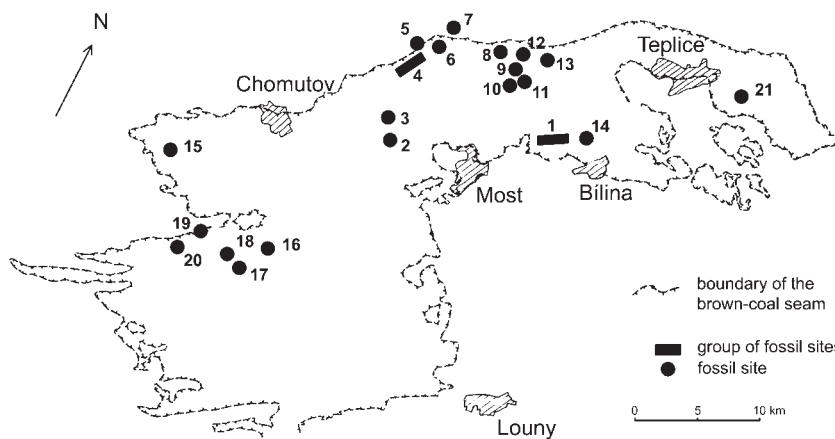 N
5
7
4
6
8
12
9
13
10
11
Teplice
21
Chomutov
3
2
15
1
14
Most
Bílina
19
20
18
16
17
boundary of the
brown-coal seam
group of fossil sites
fossil site
0 5 10 km
Louny